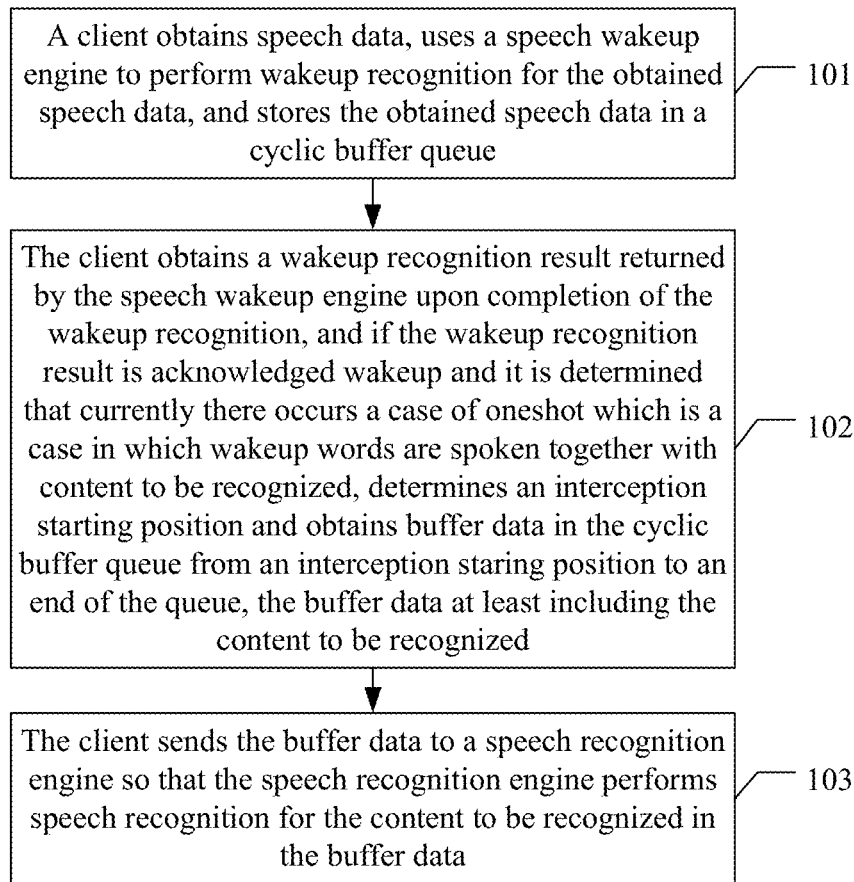 A client obtains speech data, uses a speech wakeup
engine to perform wakeup recognition for the obtained
speech data, and stores the obtained speech data in a
cyclic buffer queue
101
The client obtains a wakeup recognition result returned
by the speech wakeup engine upon completion of the
wakeup recognition, and if the wakeup recognition
result is acknowledged wakeup and it is determined
that currently there occurs a case of oneshot which is a
case in which wakeup words are spoken together with
content to be recognized, determines an interception
starting position and obtains buffer data in the cyclic
buffer queue from an interception staring position to an
end of the queue, the buffer data at least including the
content to be recognized
102
The client sends the buffer data to a speech recognition
engine so that the speech recognition engine performs
speech recognition for the content to be recognized in
the buffer data
103